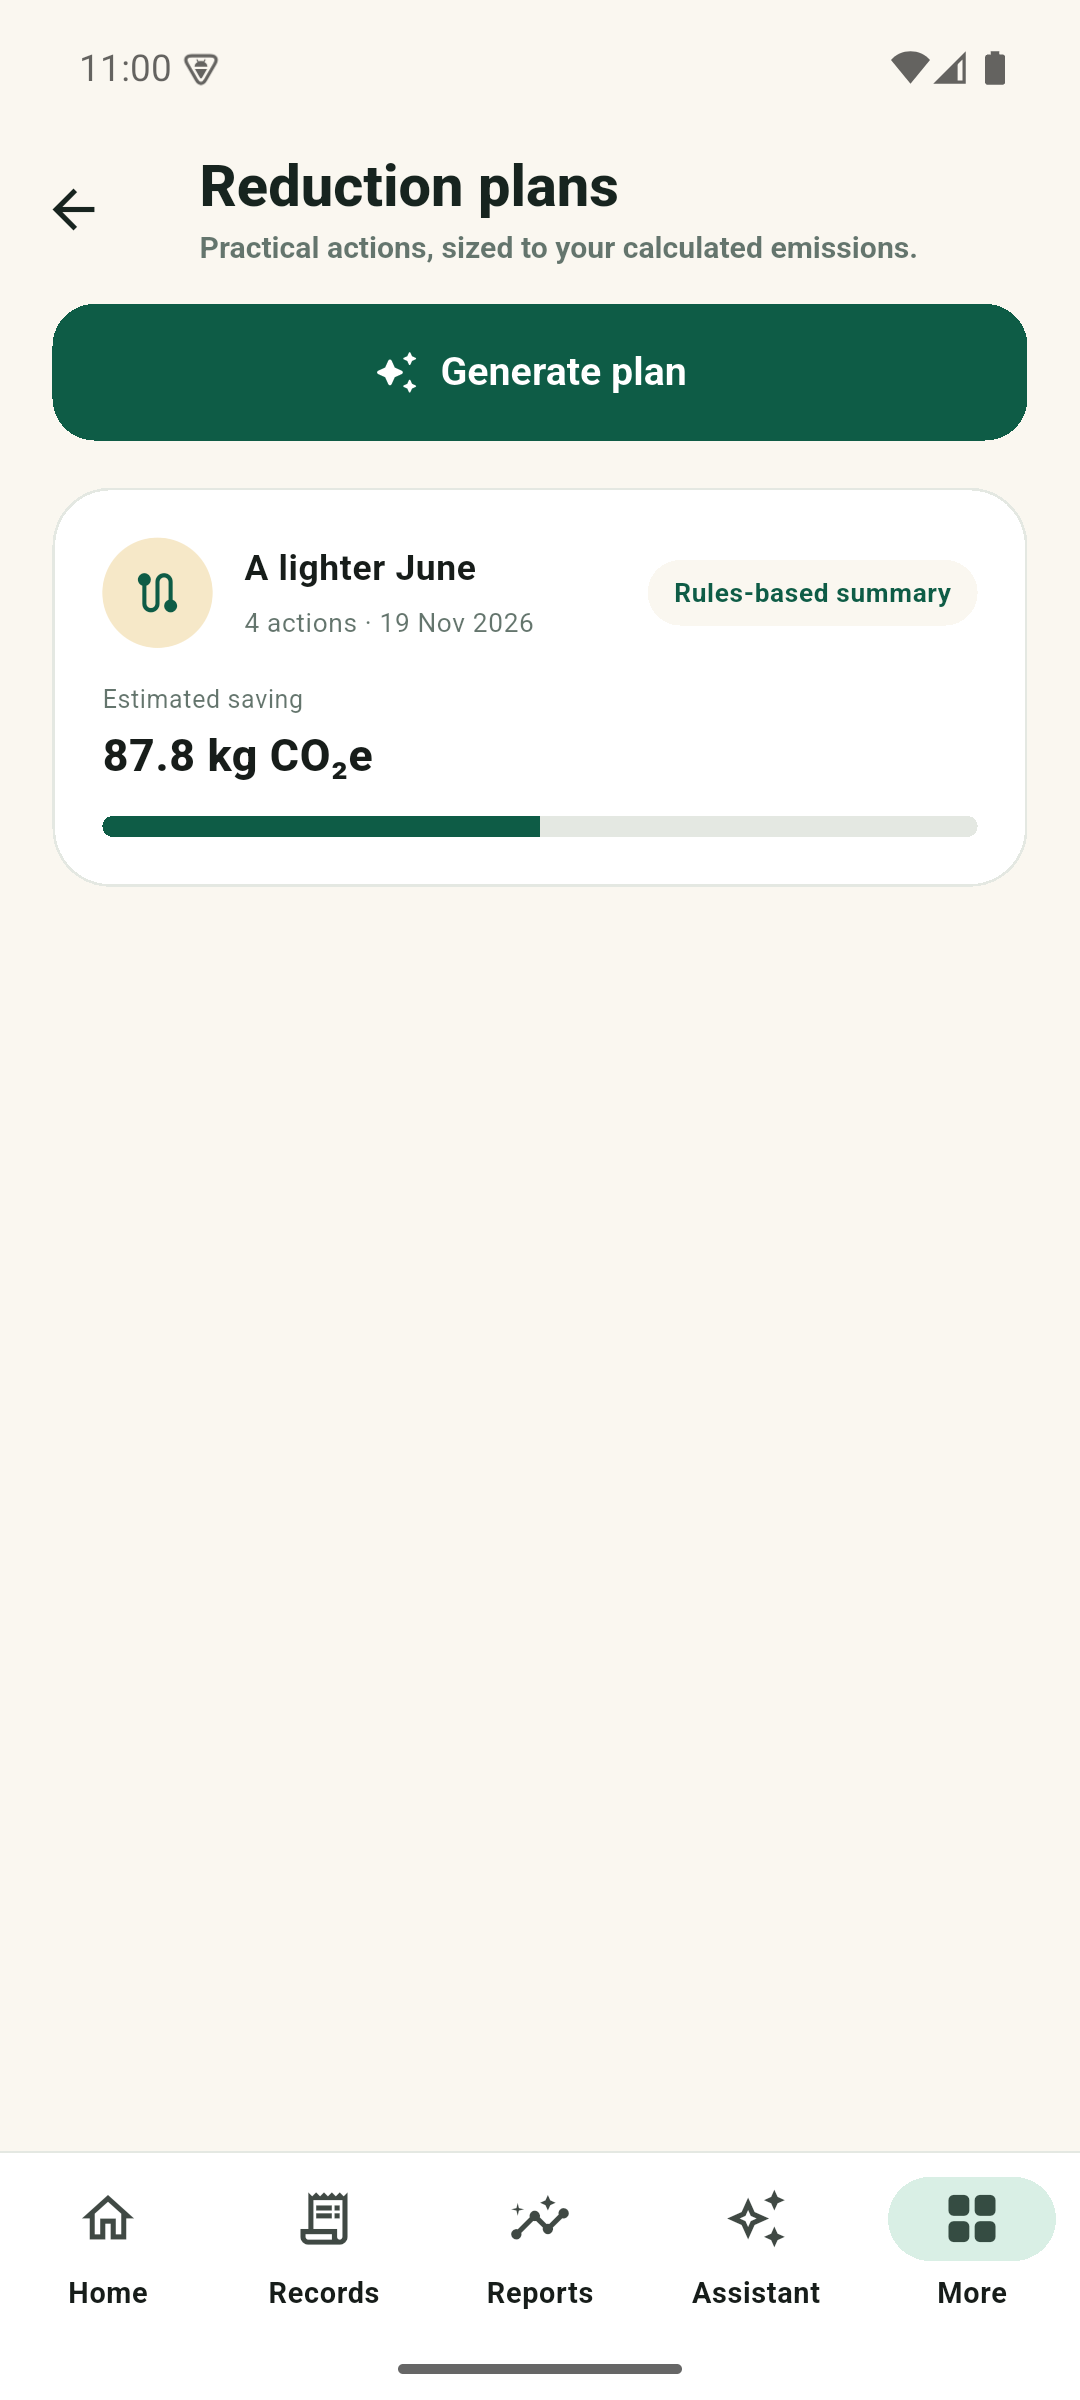 11:00
Reduction plans
Practical actions, sized to your calculated emissions.
Generate plan
A lighter June
4 actions · 19 Nov 2026
Rules-based summary
Estimated saving
87.8 kg CO₂e
Home
Records
Reports
Assistant
More